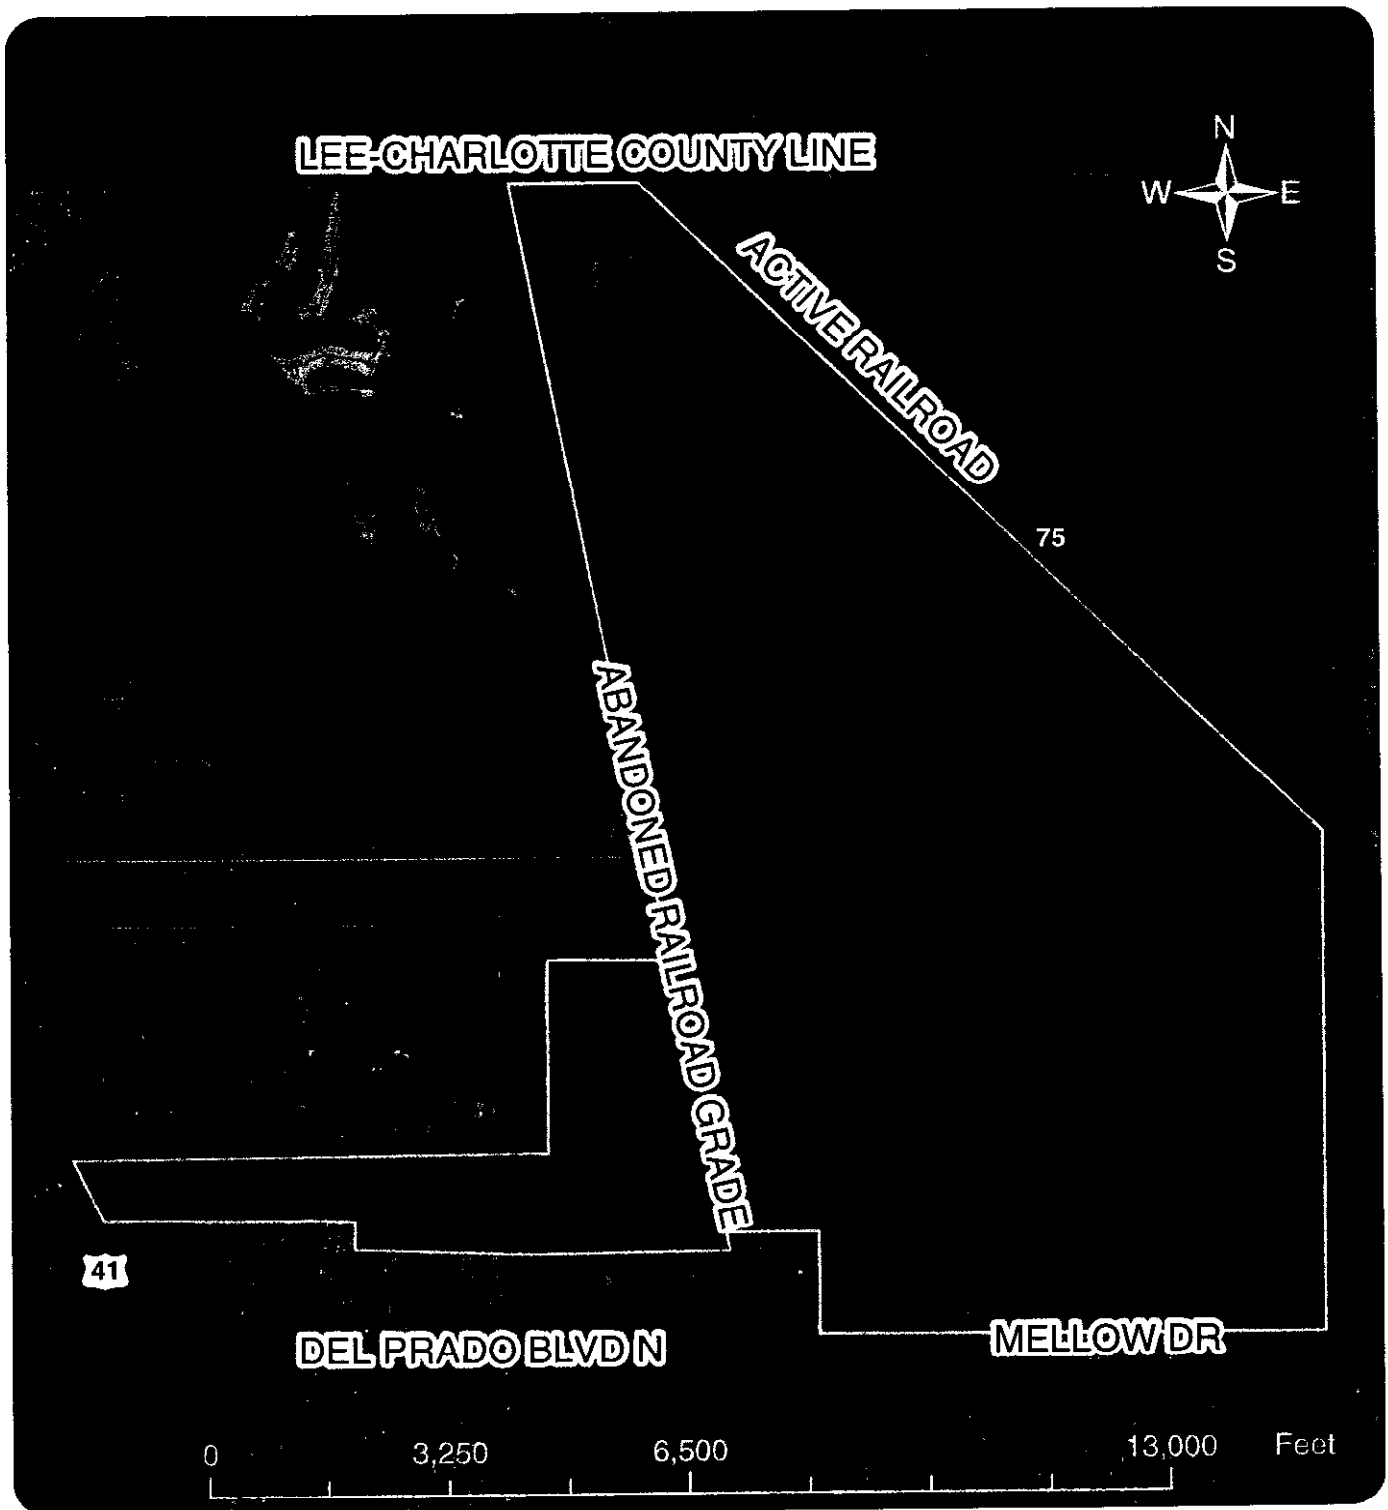 N
LEE-CHARLOTTE COUNTY LINE
W E
S
ACTIVE RAILROAD
75
ABANDONED RAILROAD GRADE
41
DEL PRADO BLVD N
MELLOW DR
0 3,250 6,500 13,000 Feet